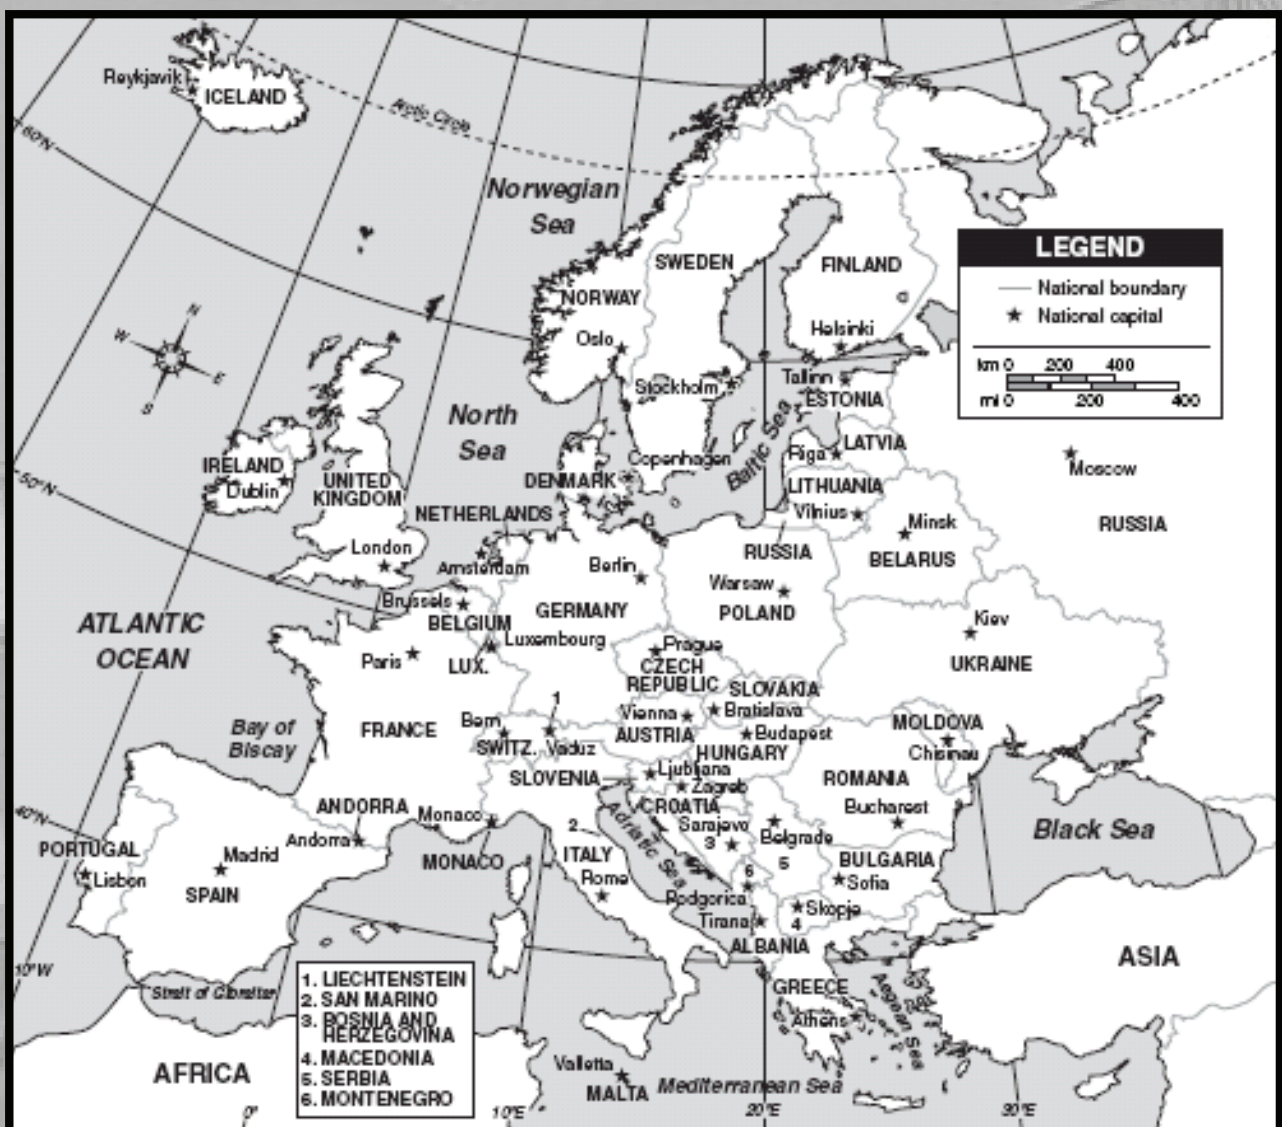 Reykjavik
ICELAND
Arctic Circle
60°N
Norwegian
Sea
LEGEND
National boundary
National capital
km 0 200 400
mi 0 200 400
SWEDEN
FINLAND
NORWAY
Oslo
Helsinki
N
W
E
S
Stockholm
Tallinn
ESTONIA
North
Sea
Baltic Sea
LATVIA
Riga
Moscow
RUSSIA
IRELAND
Dublin
UNITED
KINGDOM
DENMARK
Copenhagen
LITHUANIA
Vilnius
50°N
NETHERLANDS
Minsk
BELARUS
London
Amsterdam
Berlin
RUSSIA
Warsaw
POLAND
Brussels
BELGIUM
GERMANY
Kiev
UKRAINE
ATLANTIC
OCEAN
Paris
LUX.
Luxembourg
Prague
CZECH
REPUBLIC
SLOVAKIA
Bratislava
1
Vienna
AUSTRIA
Bay of
Biscay
FRANCE
Bern
SWITZ.
Vaduz
Budapest
HUNGARY
MOLDOVA
Chisinau
SLOVENIA
Ljubljana
Zagreb
ROMANIA
Bucharest
40°N
ANDORRA
Andorra
Monaco
MONACO
CROATIA
Sarajevo
3
Belgrade
5
Black Sea
2
Adriatic Sea
PORTUGAL
Lisbon
Madrid
SPAIN
ITALY
Rome
BULGARIA
Sofia
6
Podgorica
Skopje
4
Tirana
ALBANIA
ASIA
10°W
Strait of Gibraltar
GREECE
Athens
Aegean Sea
1. LIECHTENSTEIN
2. SAN MARINO
3. BOSNIA AND
HERZEGOVINA
4. MACEDONIA
5. SERBIA
6. MONTENEGRO
AFRICA
Valletta
MALTA
Mediterranean Sea
0°
10°E
20°E
30°E